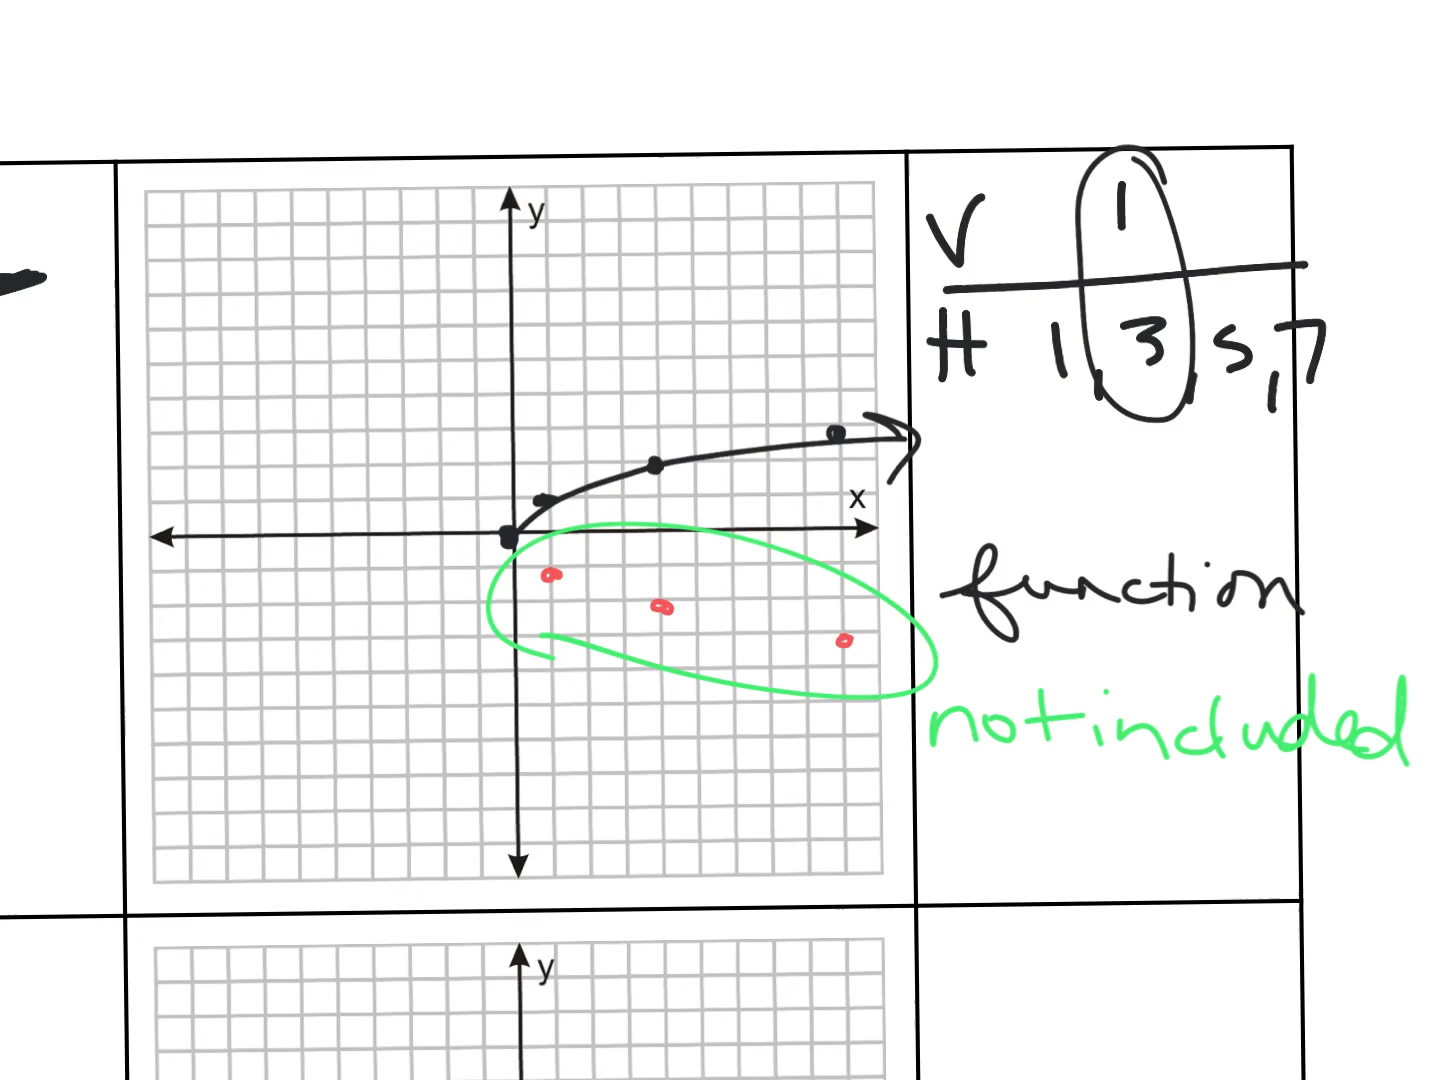 y
V 1
H 1, 3, 5, 7
x
function
not included
y